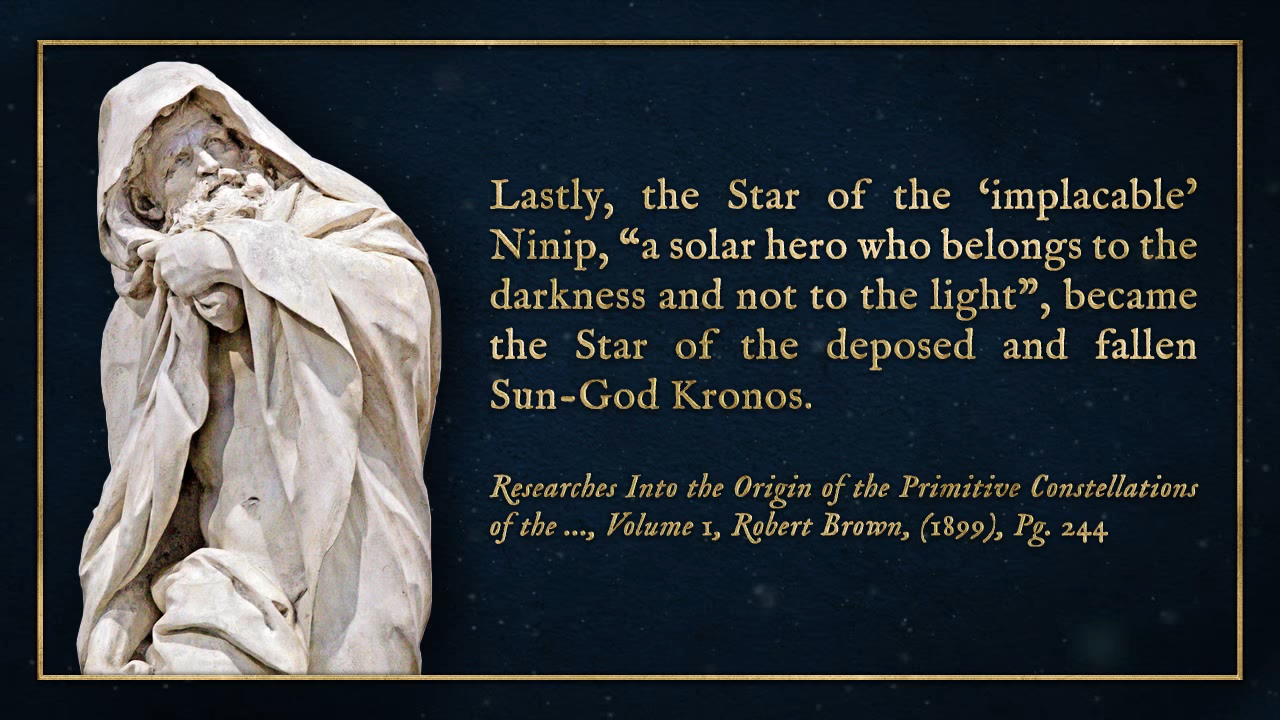 Lastly, the Star of the ‘implacable’
Ninip, “a solar hero who belongs to the
darkness and not to the light”, became
the Star of the deposed and fallen
Sun-God Kronos.
Researches Into the Origin of the Primitive Constellations
of the ..., Volume 1, Robert Brown, (1899), Pg. 244